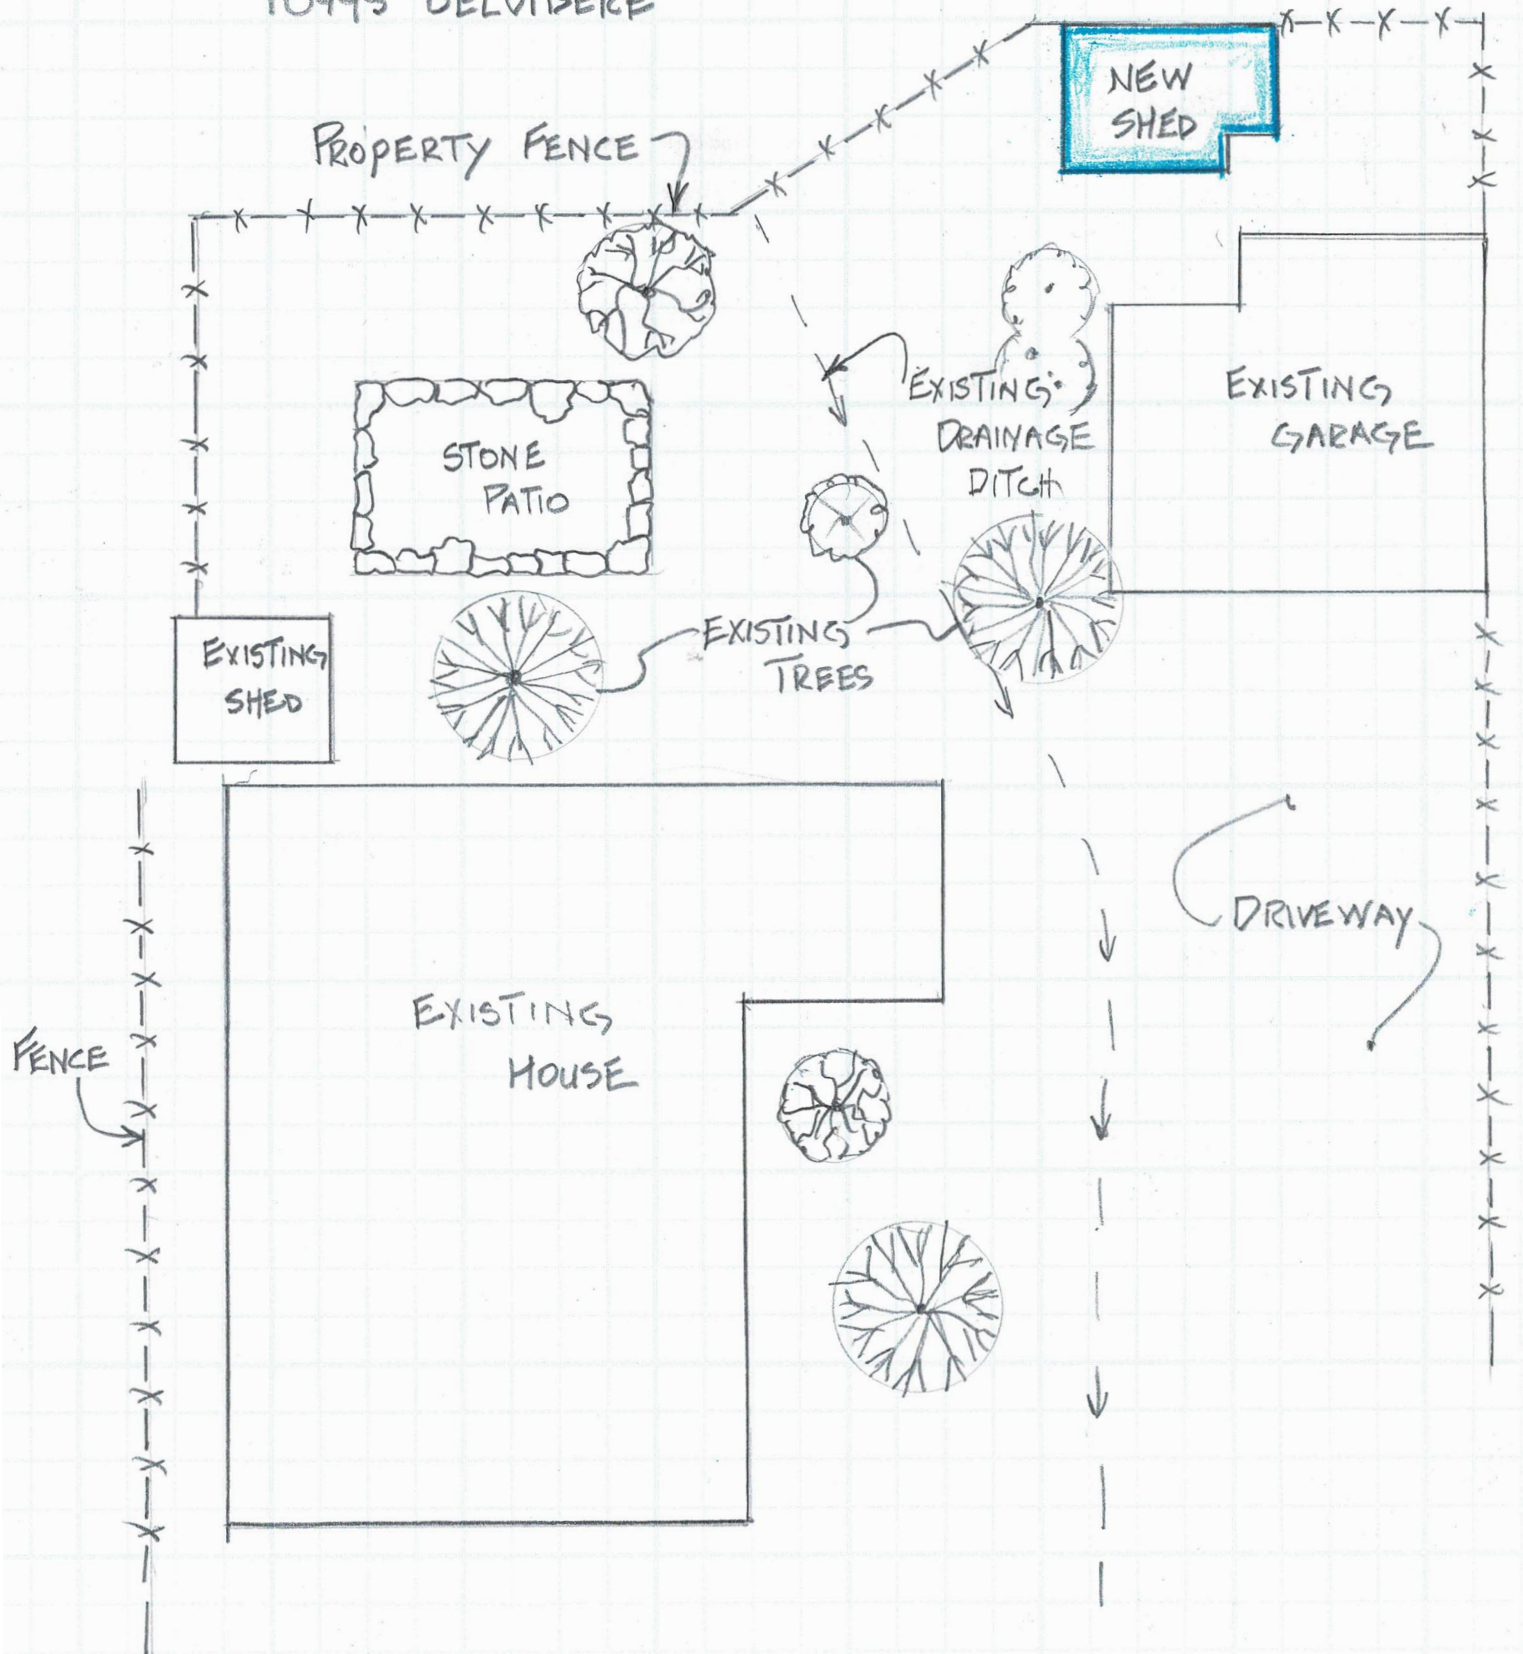 NEW
SHED
PROPERTY FENCE
EXISTING
DRAINAGE
DITCH
EXISTING
GARAGE
STONE
PATIO
EXISTING
TREES
EXISTING
SHED
DRIVEWAY
EXISTING
HOUSE
FENCE